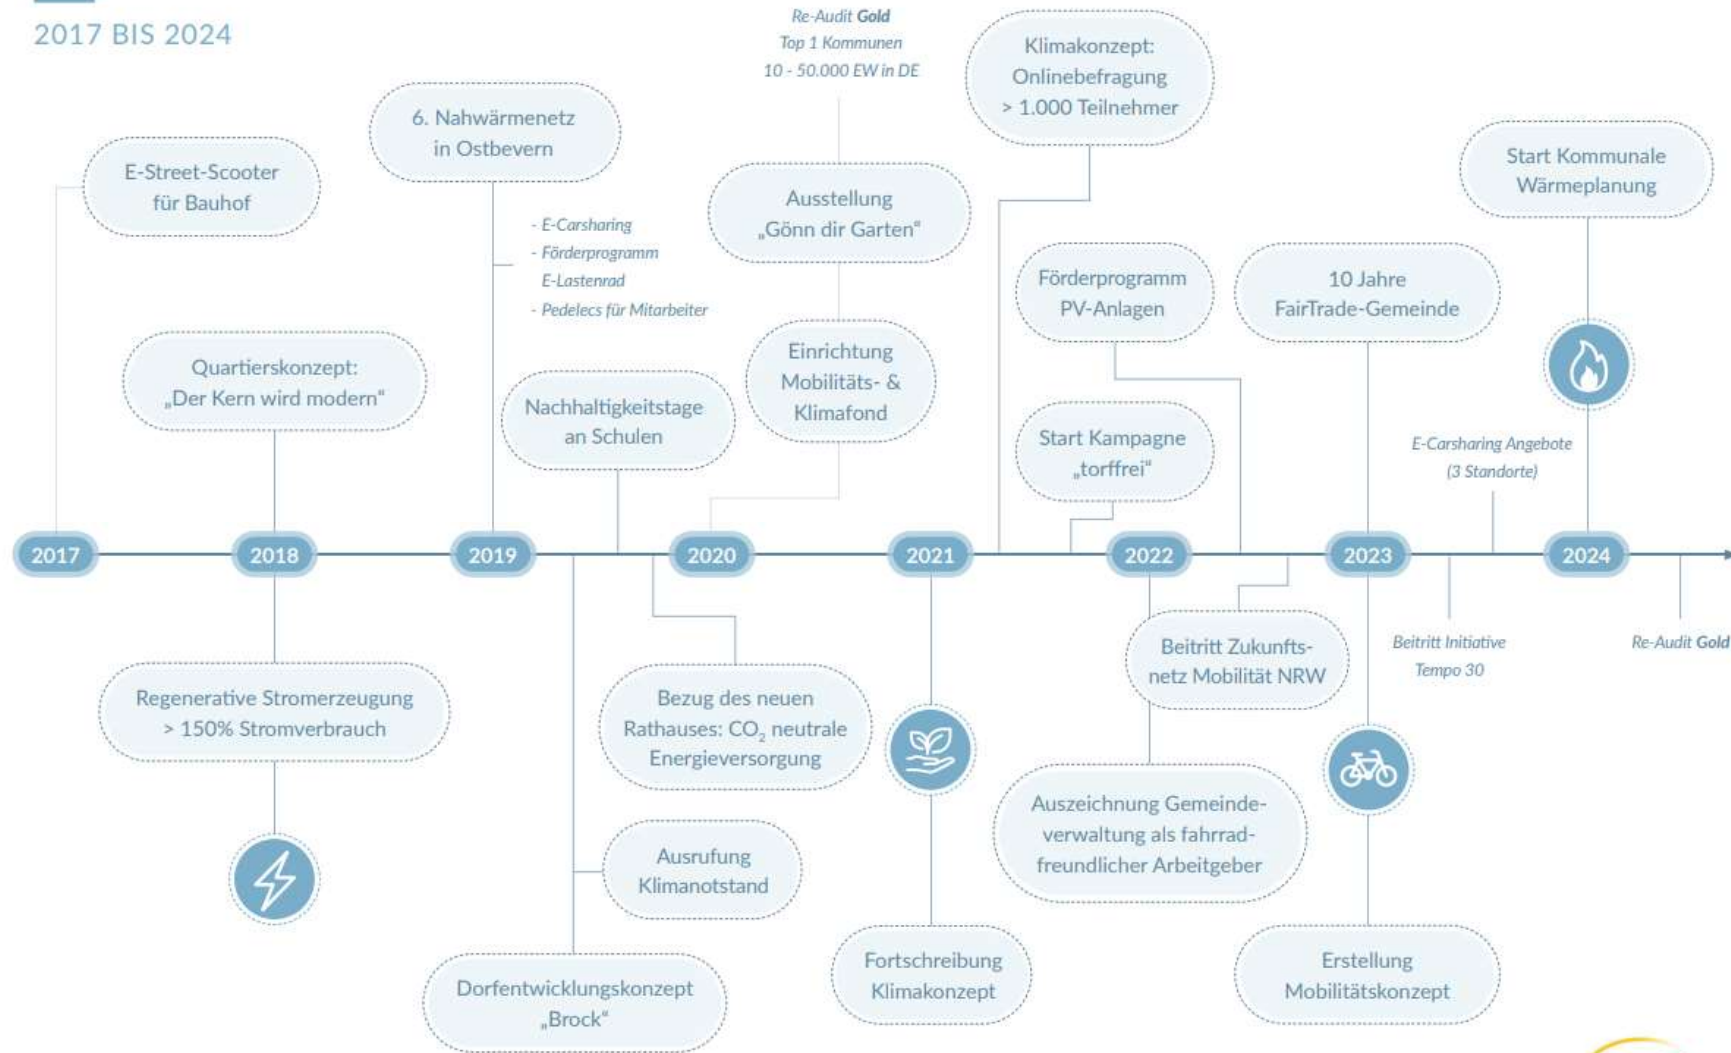 2017 BIS 2024
E-Street-Scooter
für Bauhof
Quartierskonzept:
„Der Kern wird modern“
6. Nahwärmenetz
in Ostbevern
- E-Carsharing
- Förderprogramm
E-Lastenrad
- Pedelecs für Mitarbeiter
Nachhaltigkeitstage
an Schulen
Re-Audit Gold
Top 1 Kommunen
10 - 50.000 EW in DE
Ausstellung
„Gönn dir Garten“
Einrichtung
Mobilitäts- &
Klimafond
Klimakonzept:
Onlinebefragung
> 1.000 Teilnehmer
Förderprogramm
PV-Anlagen
Start Kampagne
„torffrei“
10 Jahre
FairTrade-Gemeinde
Start Kommunale
Wärmeplanung
E-Carsharing Angebote
(3 Standorte)
2017
2018
2019
2020
2021
2022
2023
2024
Regenerative Stromerzeugung
> 150% Stromverbrauch
Bezug des neuen
Rathauses: CO₂ neutrale
Energieversorgung
Ausrufung
Klimanotstand
Dorfentwicklungskonzept
„Brock“
Fortschreibung
Klimakonzept
Beitritt Zukunfts-
netz Mobilität NRW
Auszeichnung Gemeinde-
verwaltung als fahrrad-
freundlicher Arbeitgeber
Erstellung
Mobilitätskonzept
Beitritt Initiative
Tempo 30
Re-Audit Gold